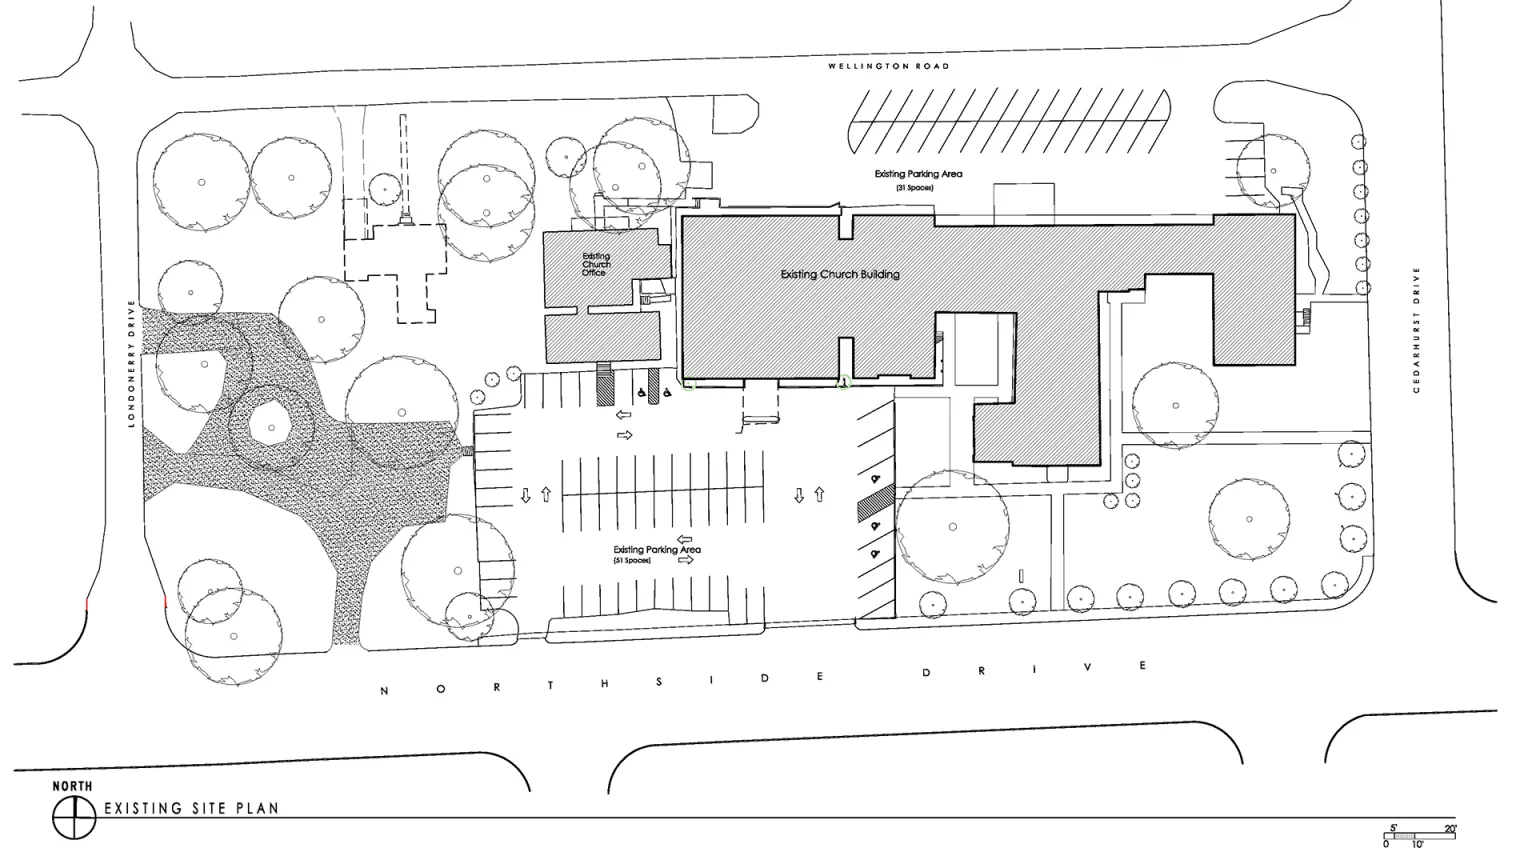 WELLINGTON ROAD
Existing Parking Area
(31 Spaces)
Existing
Church
Office
Existing Church Building
LONDONERRY DRIVE
CEDARHURST DRIVE
Existing Parking Area
(51 Spaces)
NORTHSIDE DRIVE
NORTH
EXISTING SITE PLAN
5' 20'
0 10'